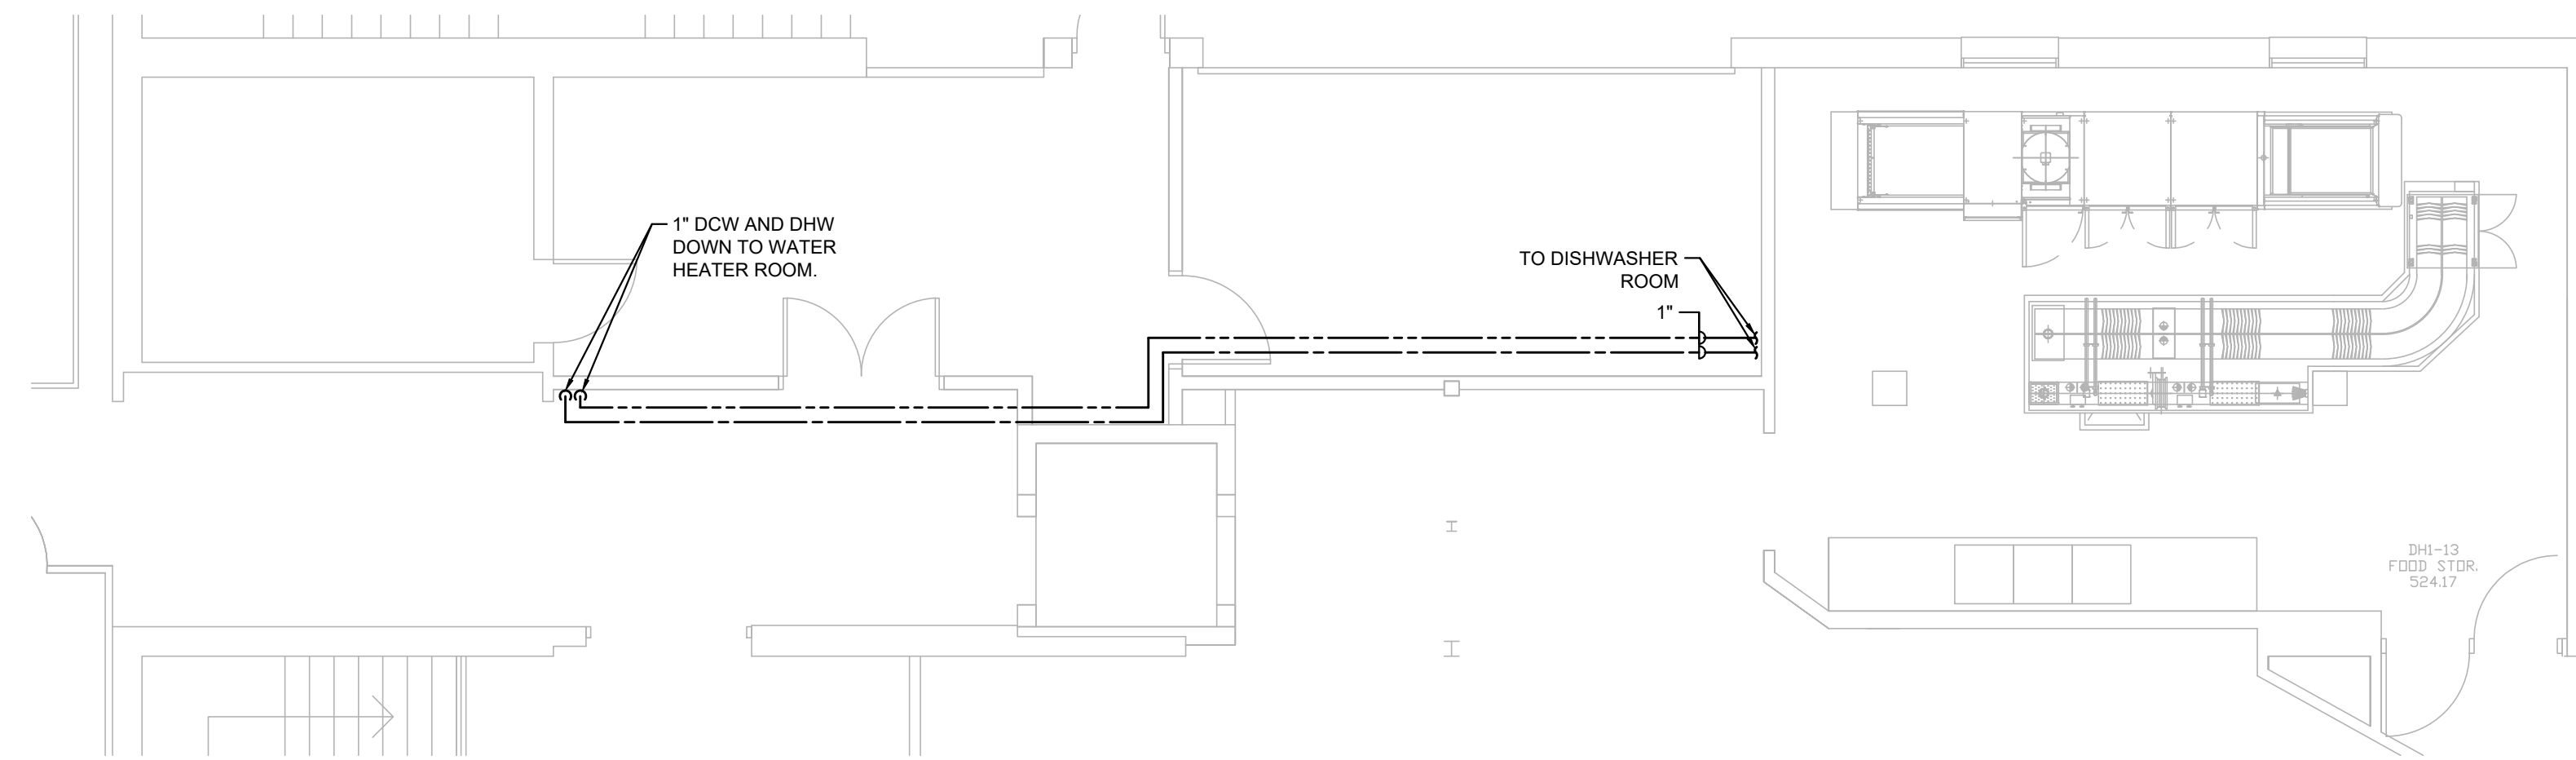 1" DCW AND DHW
DOWN TO WATER
HEATER ROOM.
TO DISHWASHER
ROOM
1"
DH1-13
FOOD STOR.
524.17